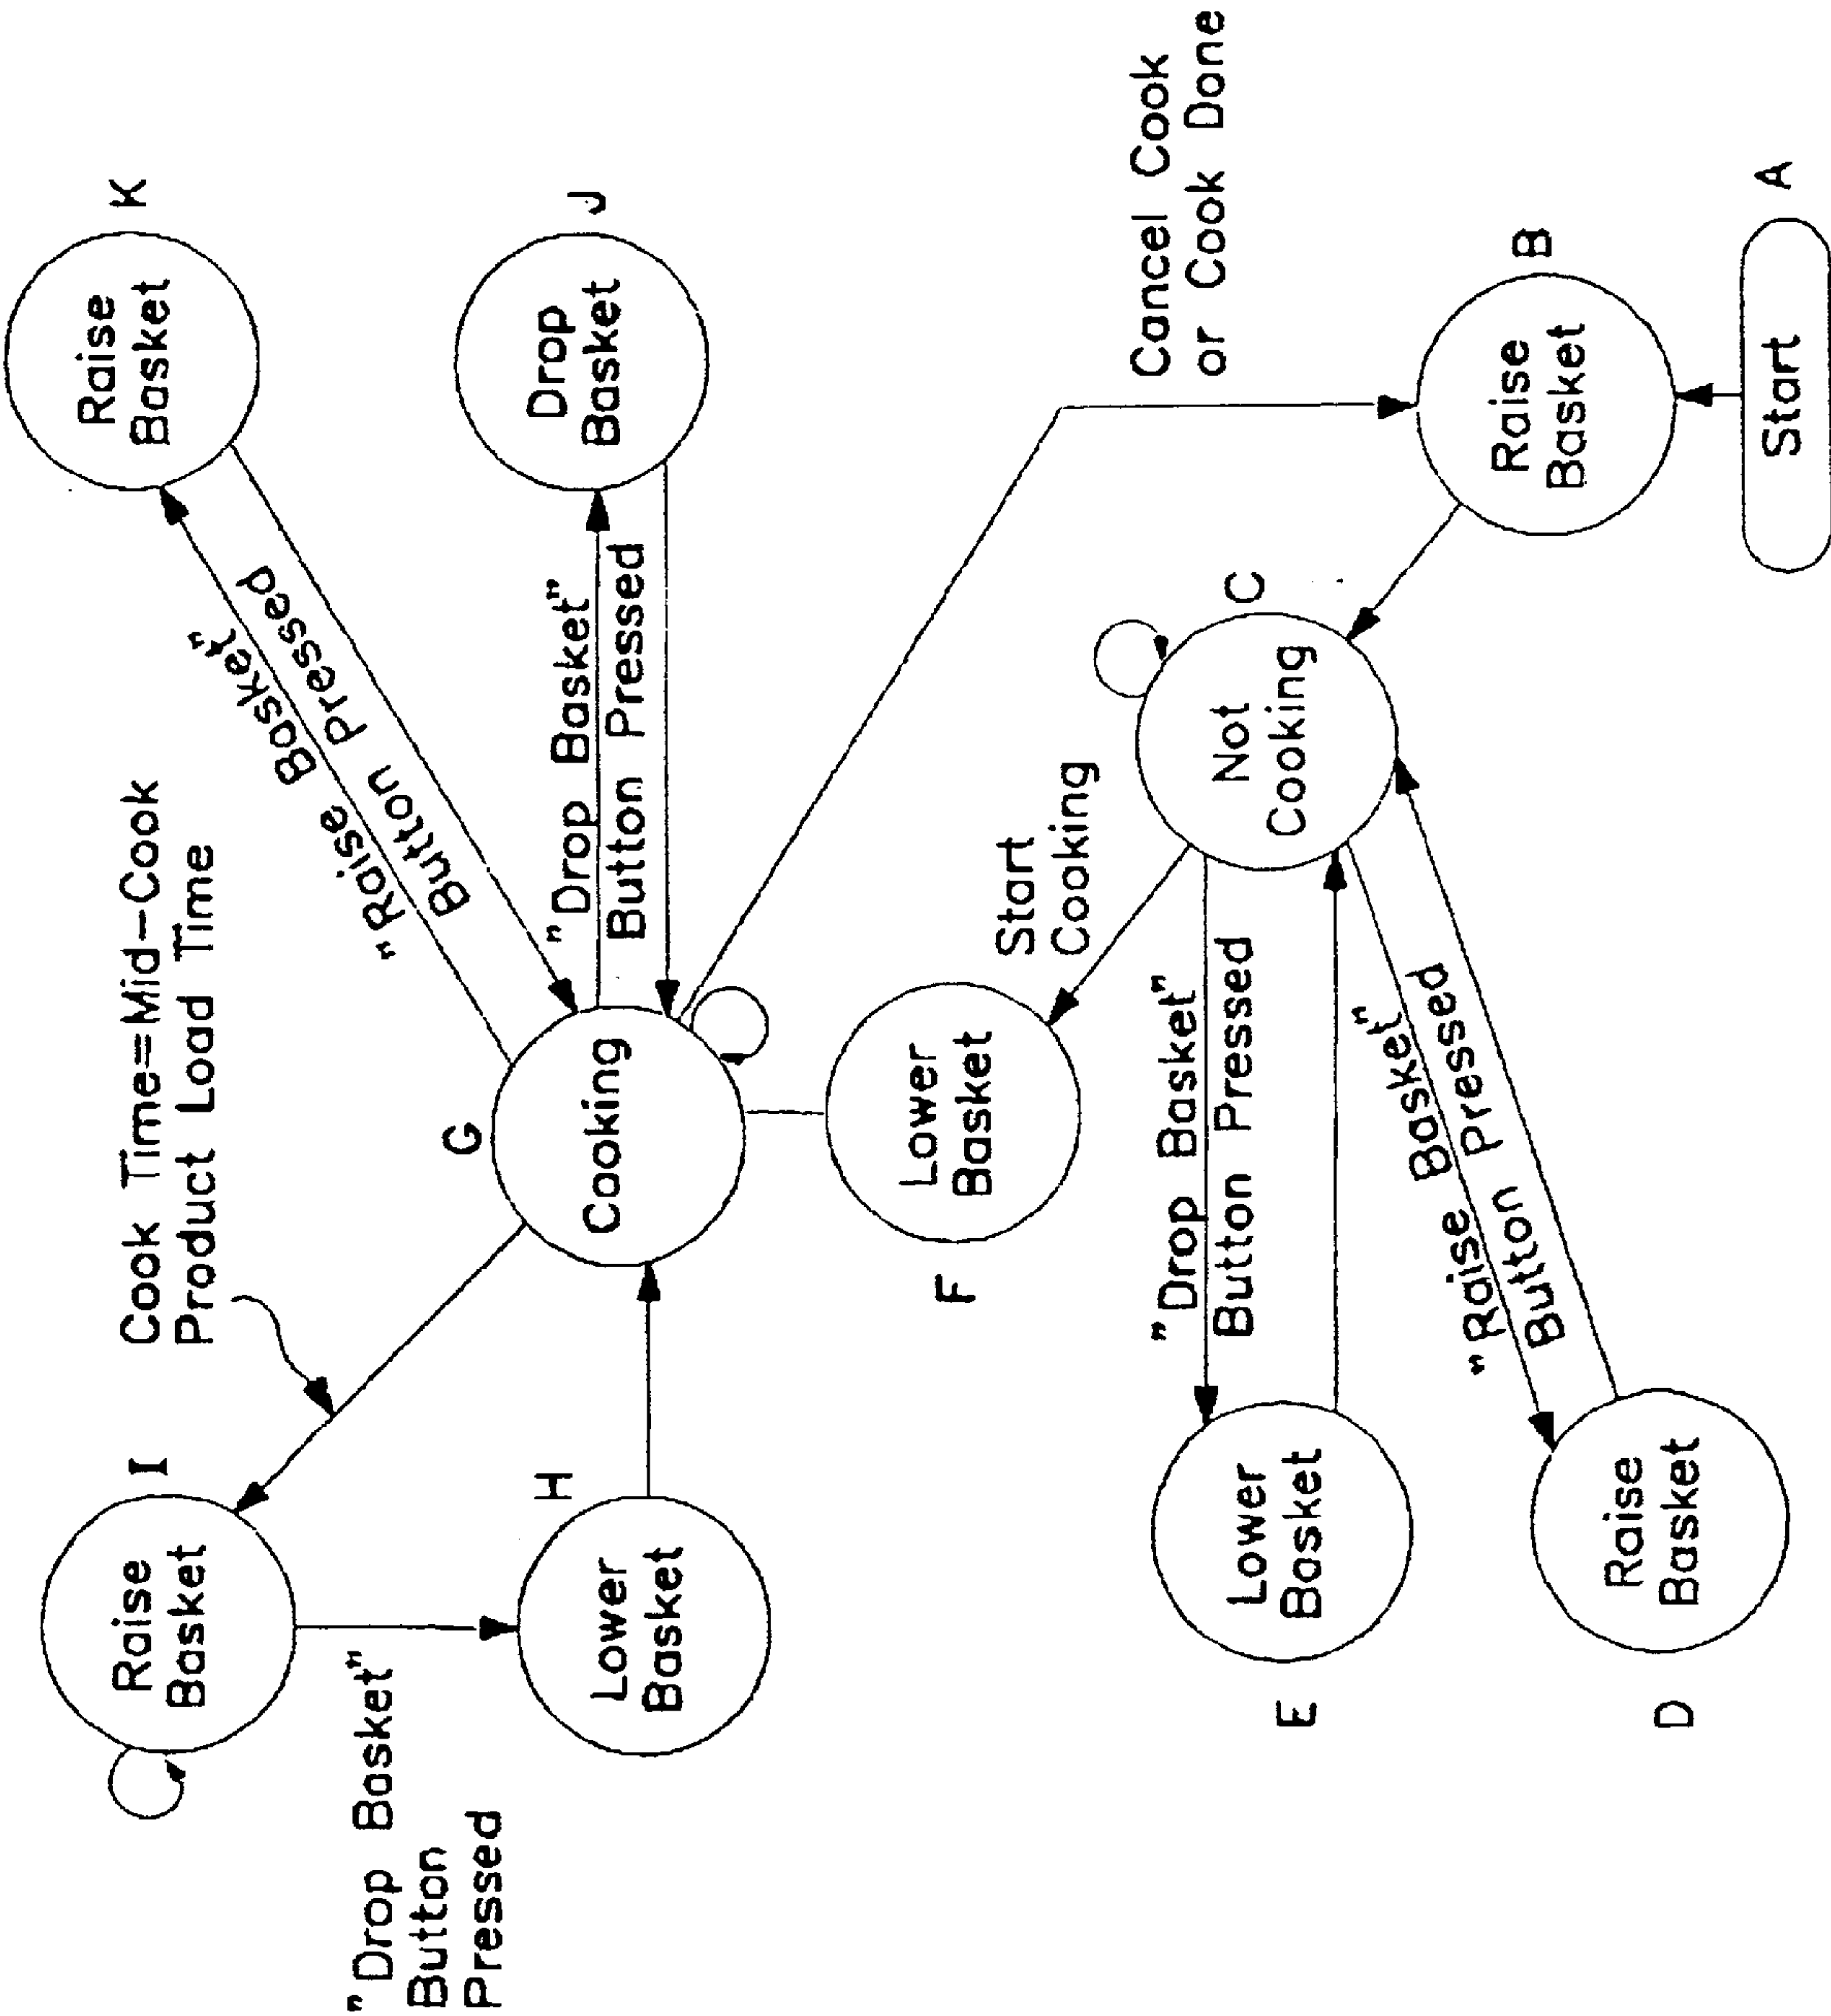 Cook Time=Mid-Cook
Product Load Time
I
Raise
Basket
"Drop Basket"
Button
Pressed
H
Lower
Basket
G
Cooking
"Raise Basket"
Button Pressed
K
Raise
Basket
"Drop Basket"
Button Pressed
J
Drop
Basket
F
Lower
Basket
Start
Cooking
Cancel Cook
or Cook Done
E
Lower
Basket
"Drop Basket"
Button Pressed
C
Not
Cooking
D
Raise
Basket
"Raise Basket"
Button Pressed
B
Raise
Basket
A
Start